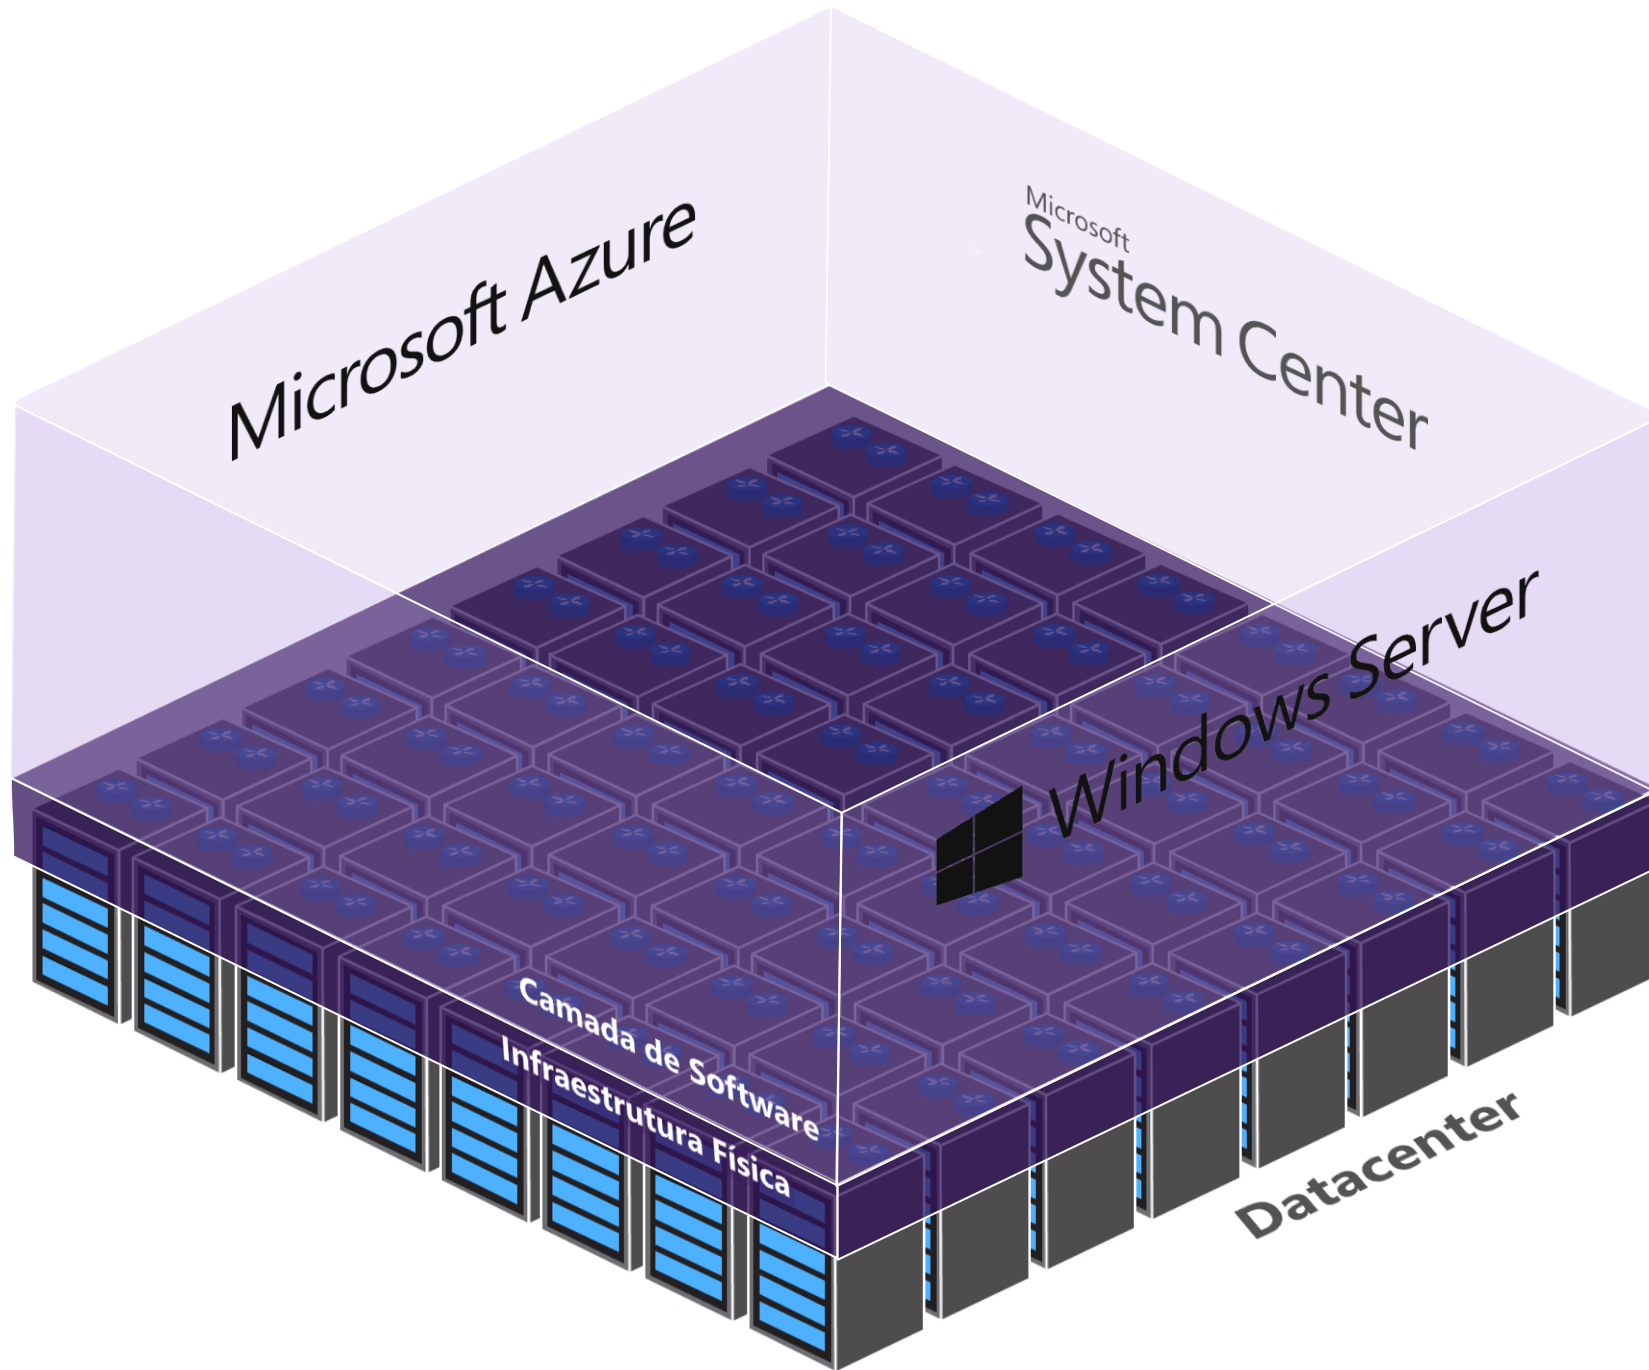 Microsoft Azure
Microsoft
System Center
Windows Server
Camada de Software
Infraestrutura Física
Datacenter